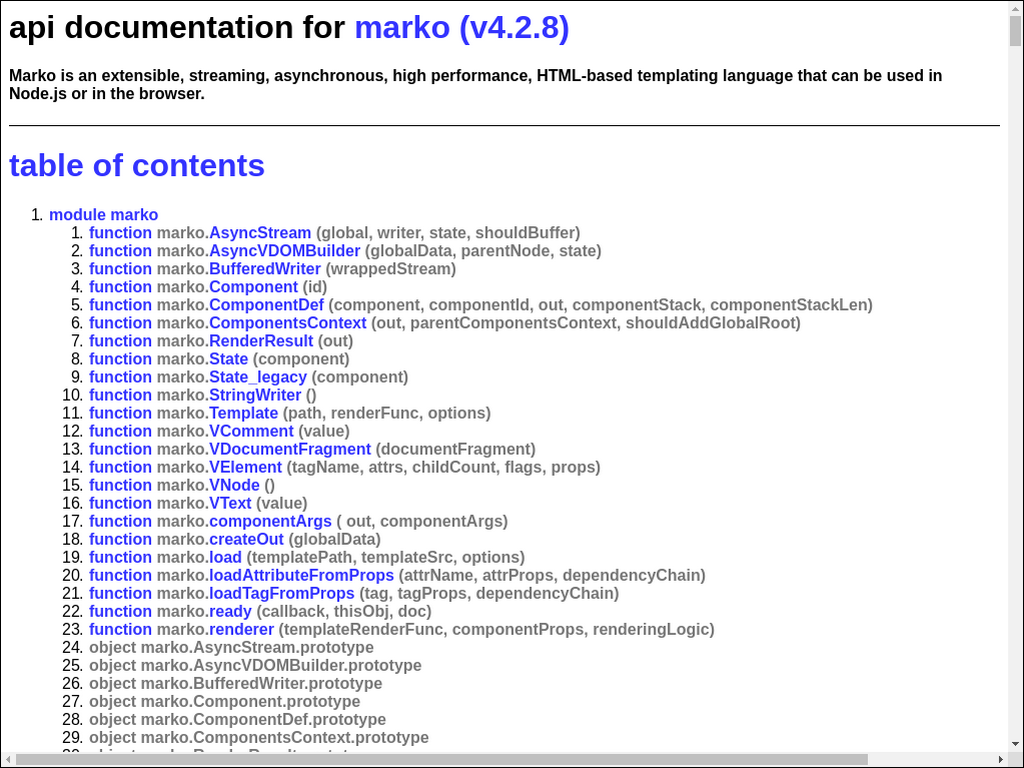 api documentation for marko (v4.2.8)
Marko is an extensible, streaming, asynchronous, high performance, HTML-based templating language that can be used in
Node.js or in the browser.
table of contents
1. module marko
1. function marko.AsyncStream (global, writer, state, shouldBuffer)
2. function marko.AsyncVDOMBuilder (globalData, parentNode, state)
3. function marko.BufferedWriter (wrappedStream)
4. function marko.Component (id)
5. function marko.ComponentDef (component, componentId, out, componentStack, componentStackLen)
6. function marko.ComponentsContext (out, parentComponentsContext, shouldAddGlobalRoot)
7. function marko.RenderResult (out)
8. function marko.State (component)
9. function marko.State_legacy (component)
10. function marko.StringWriter ()
11. function marko.Template (path, renderFunc, options)
12. function marko.VComment (value)
13. function marko.VDocumentFragment (documentFragment)
14. function marko.VElement (tagName, attrs, childCount, flags, props)
15. function marko.VNode ()
16. function marko.VText (value)
17. function marko.componentArgs ( out, componentArgs)
18. function marko.createOut (globalData)
19. function marko.load (templatePath, templateSrc, options)
20. function marko.loadAttributeFromProps (attrName, attrProps, dependencyChain)
21. function marko.loadTagFromProps (tag, tagProps, dependencyChain)
22. function marko.ready (callback, thisObj, doc)
23. function marko.renderer (templateRenderFunc, componentProps, renderingLogic)
24. object marko.AsyncStream.prototype
25. object marko.AsyncVDOMBuilder.prototype
26. object marko.BufferedWriter.prototype
27. object marko.Component.prototype
28. object marko.ComponentDef.prototype
29. object marko.ComponentsContext.prototype